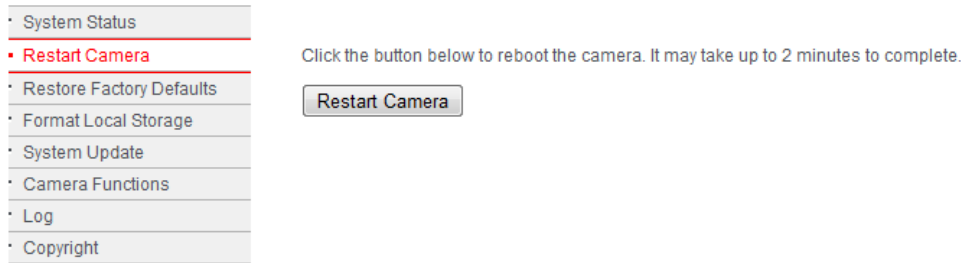 System Status
Restart Camera
Restore Factory Defaults
Format Local Storage
System Update
Camera Functions
Log
Copyright
Click the button below to reboot the camera. It may take up to 2 minutes to complete.
Restart Camera